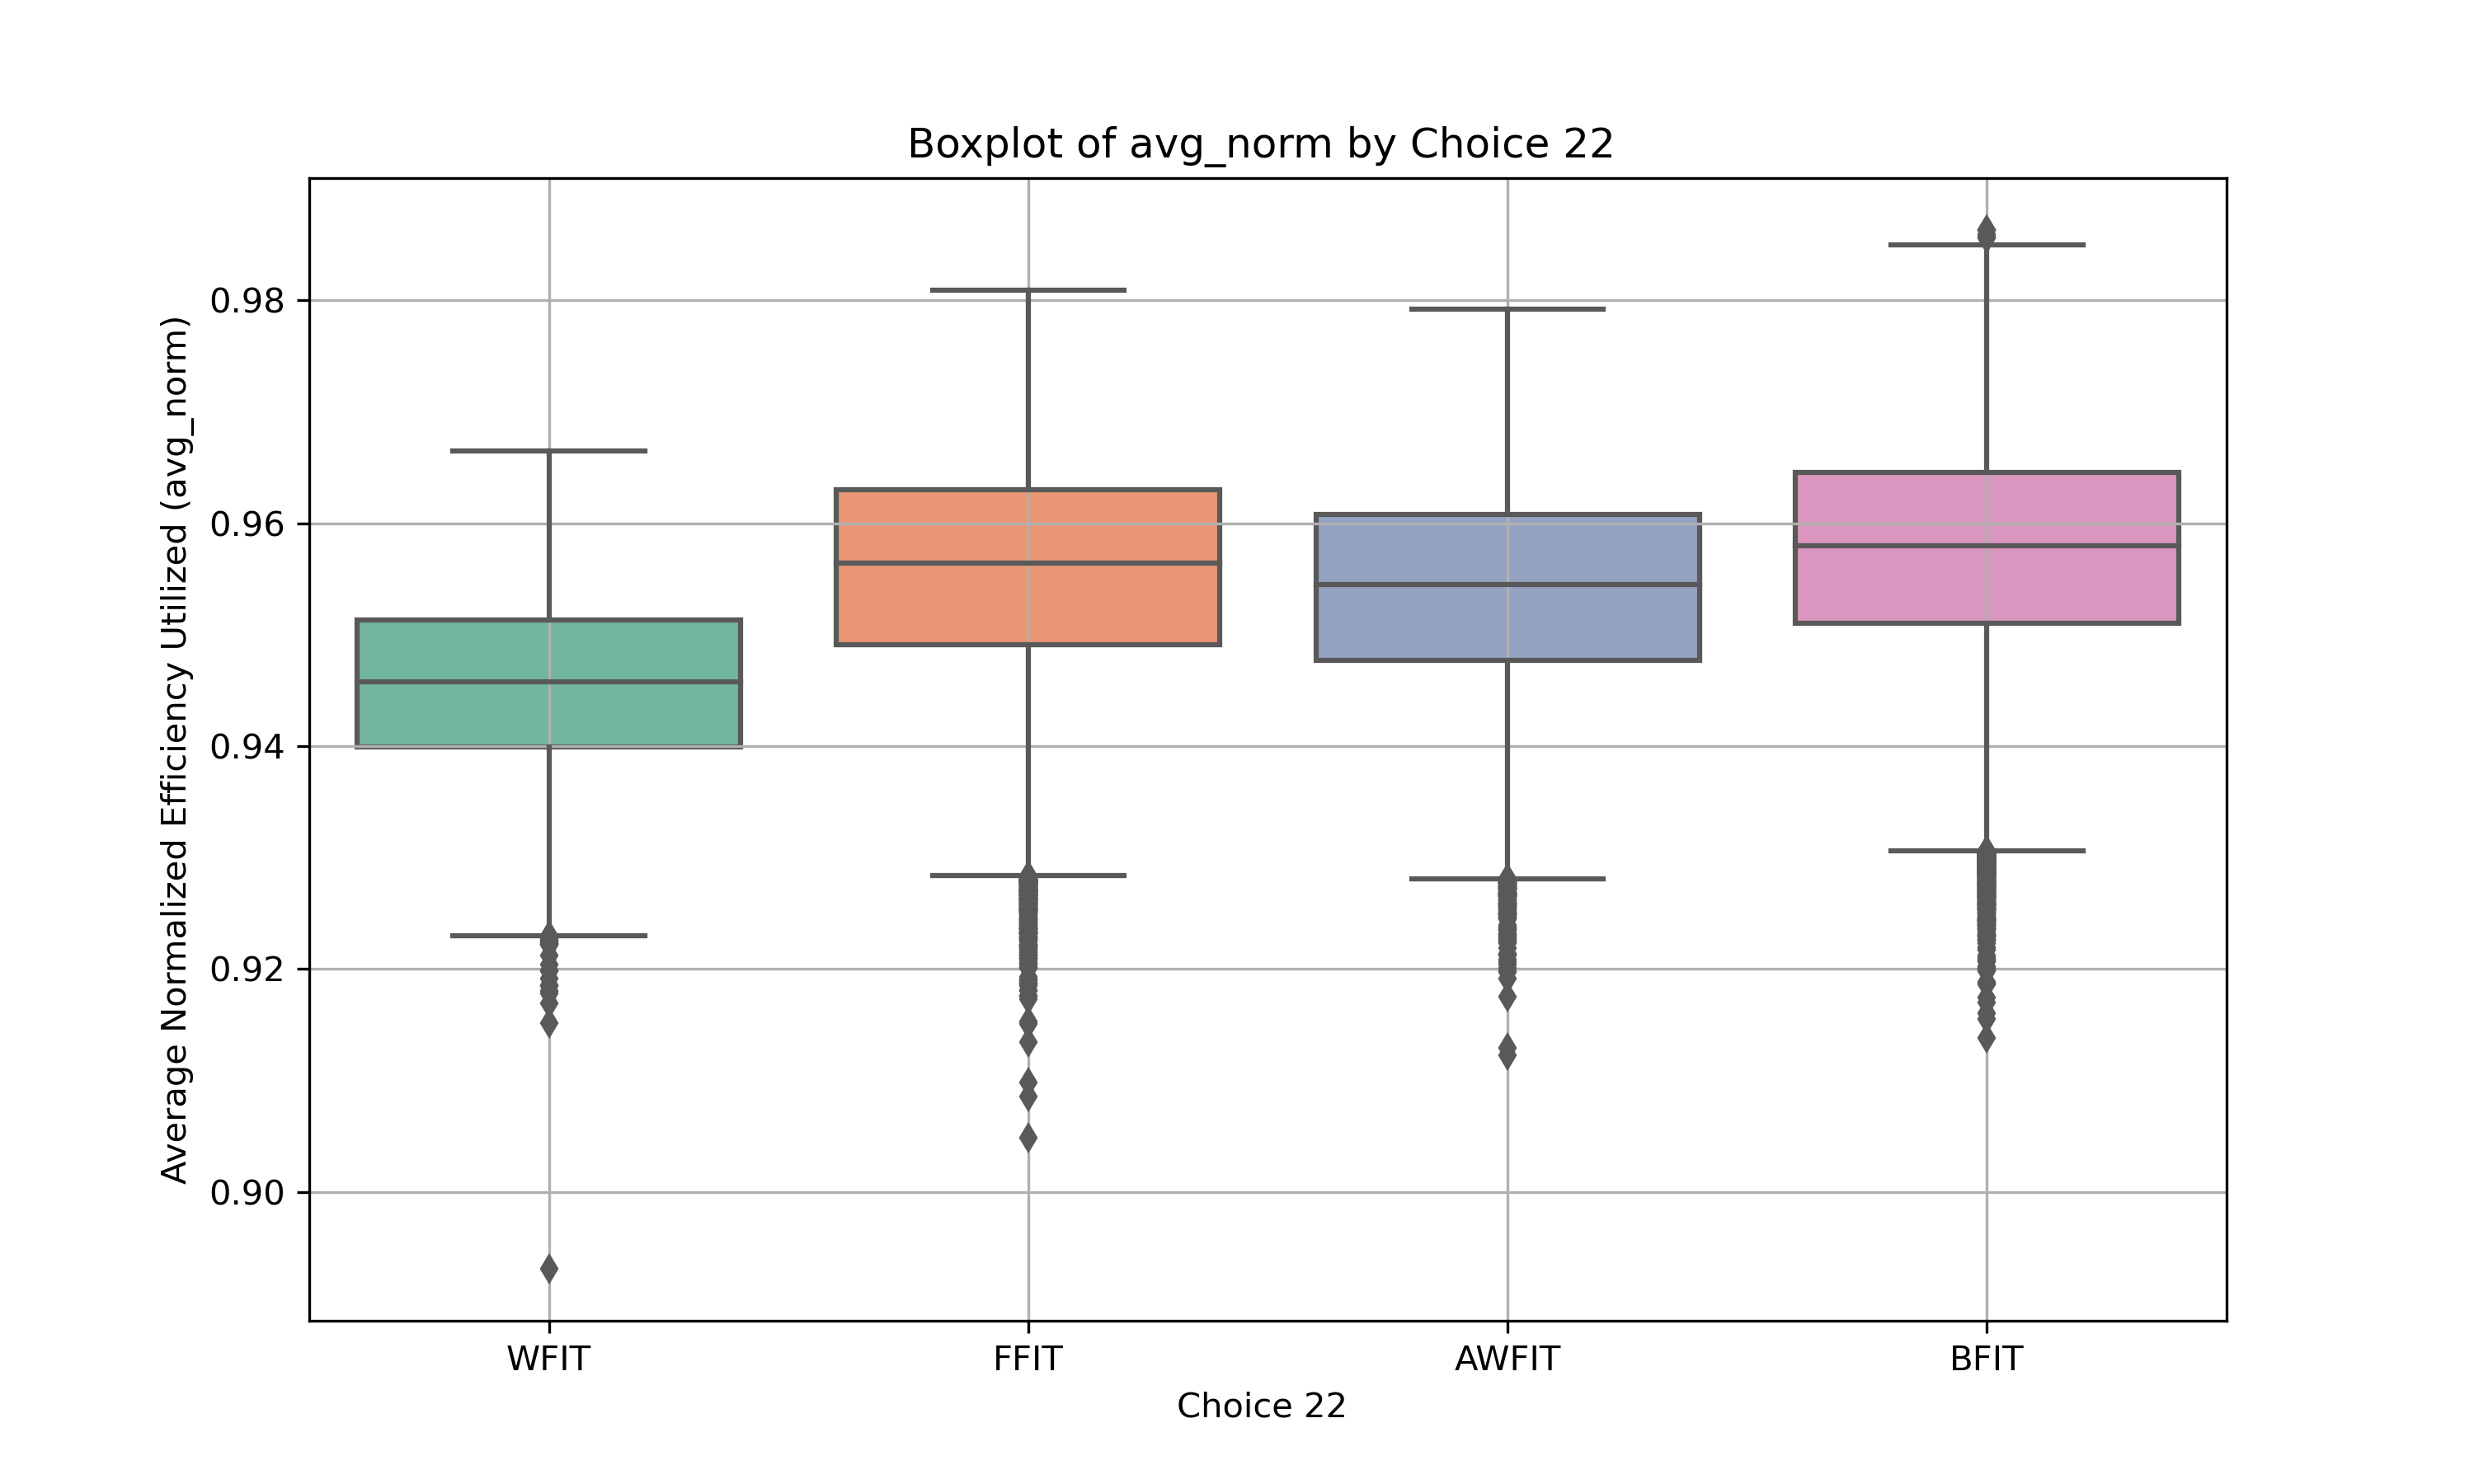 Boxplot of avg_norm by Choice 22
Average Normalized Efficiency Utilized (avg_norm)
0.98
0.96
0.94
0.92
0.90
WFIT FFIT AWFIT BFIT
Choice 22